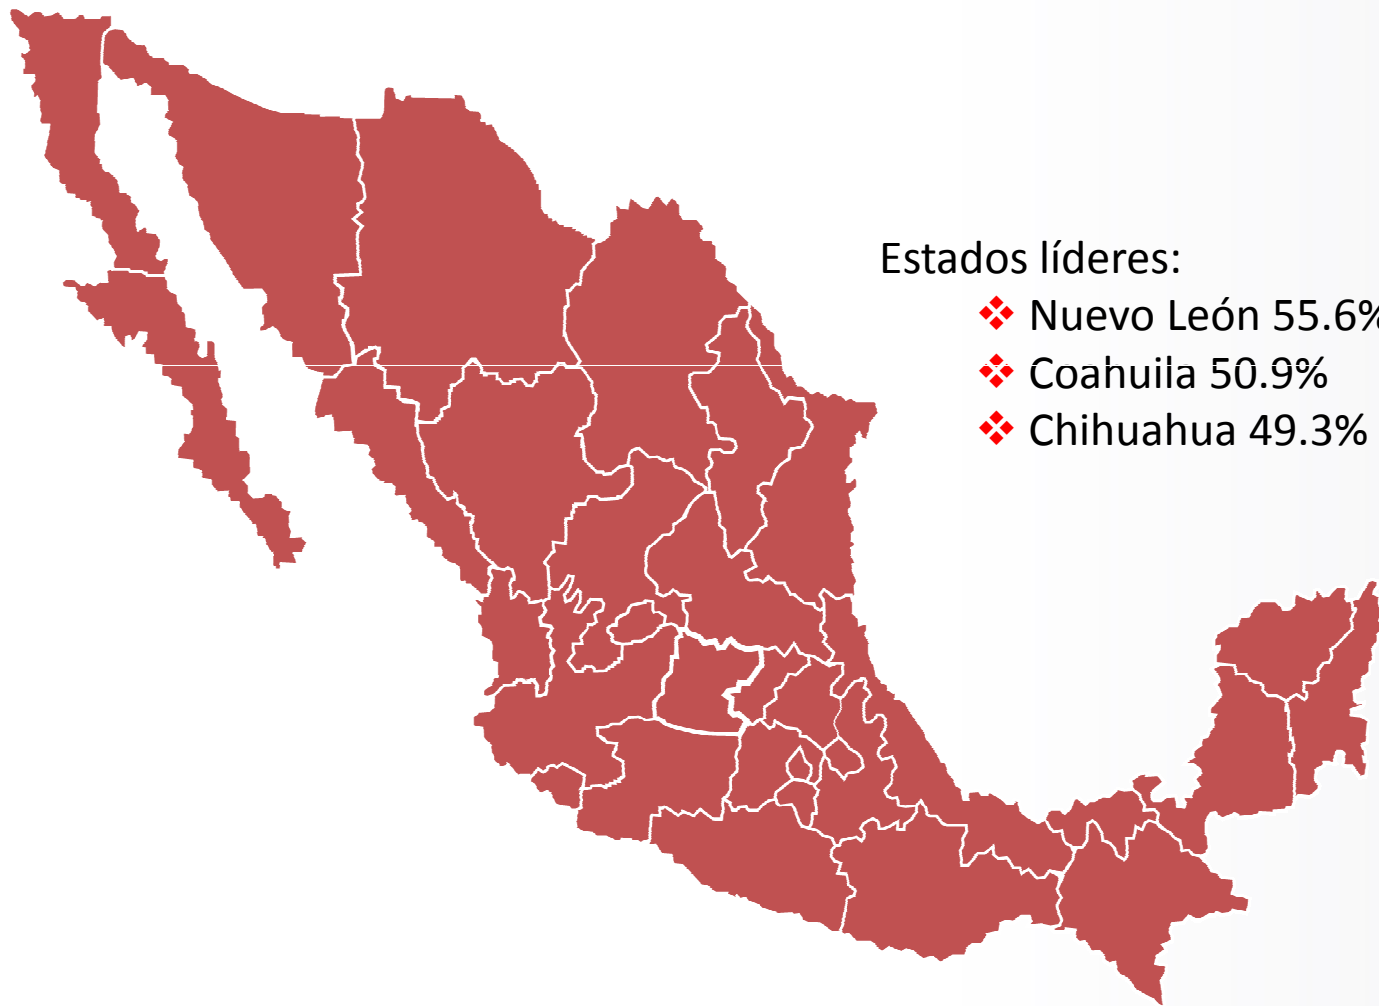 Estados líderes:
❖ Nuevo León 55.6%
❖ Coahuila 50.9%
❖ Chihuahua 49.3%